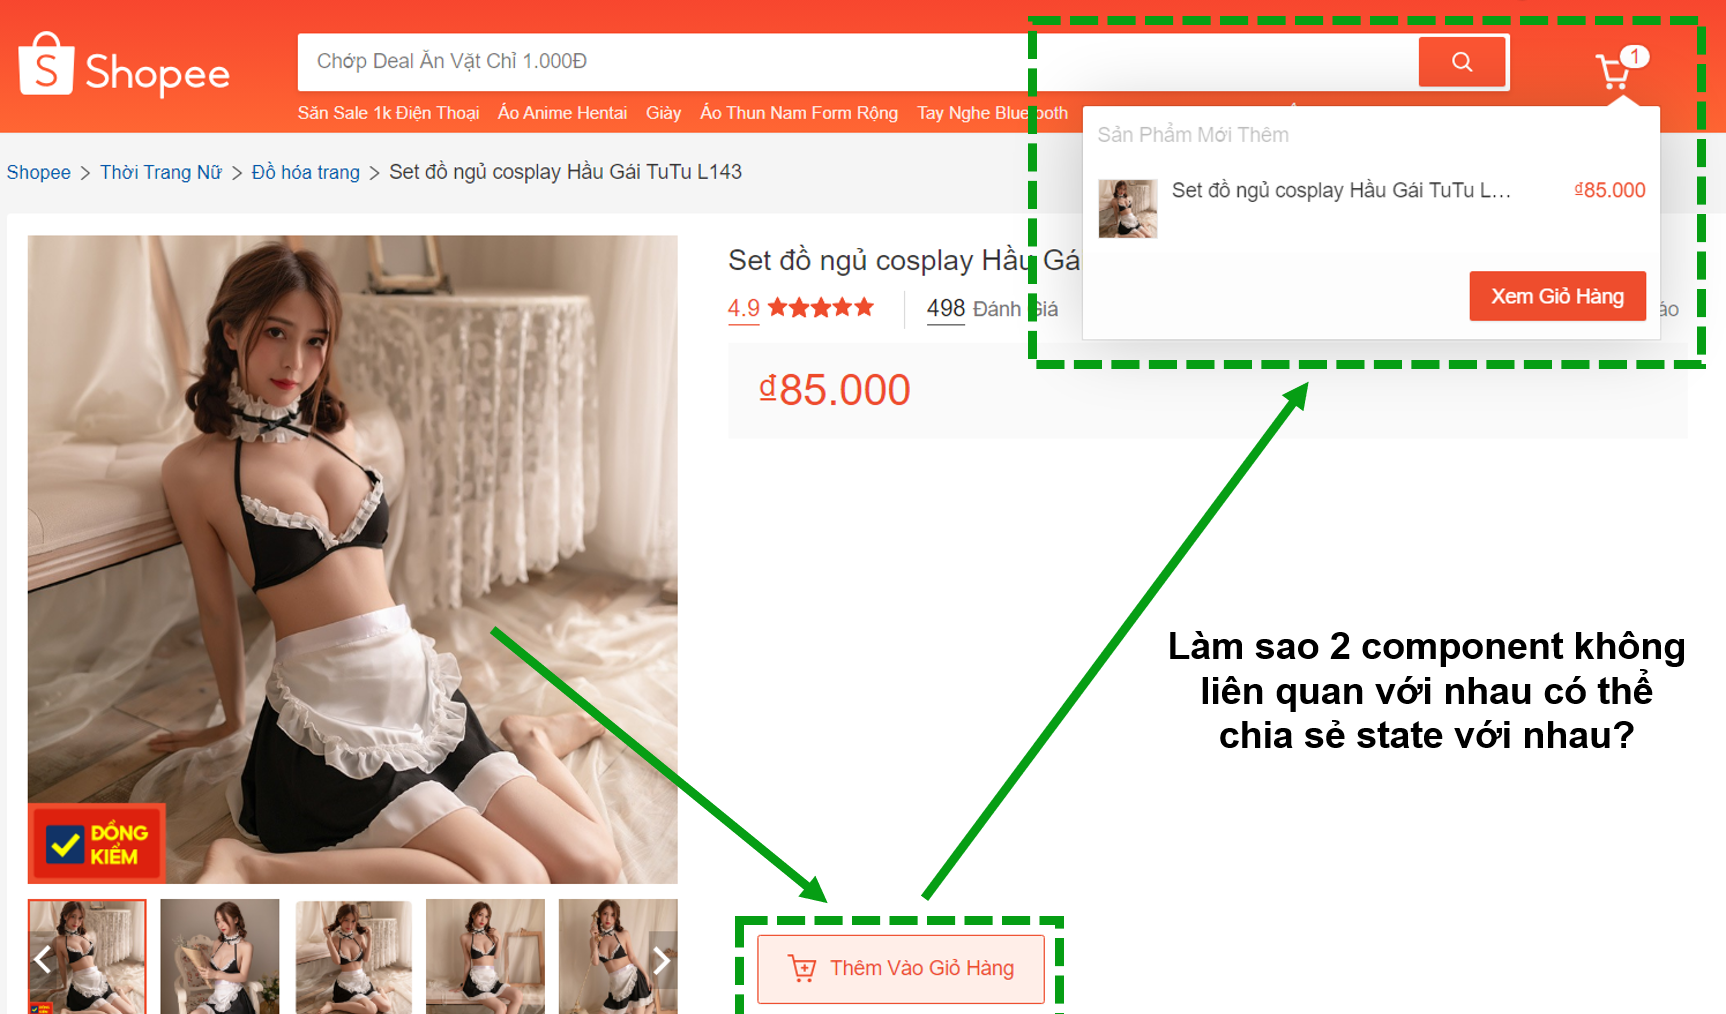 Shopee
Chớp Deal Ăn Vặt Chỉ 1.000Đ
1
Săn Sale 1k Điện Thoại Áo Anime Hentai Giày Áo Thun Nam Form Rộng Tay Nghe Bluetooth
Sản Phẩm Mới Thêm
Set đồ ngủ cosplay Hầu Gái TuTu L... ₫85.000
Xem Giỏ Hàng
Shopee > Thời Trang Nữ > Đồ hóa trang > Set đồ ngủ cosplay Hầu Gái TuTu L143
Set đồ ngủ cosplay Hầu Gá
4.9 498 Đánh Giá
₫85.000
Làm sao 2 component không
liên quan với nhau có thể
chia sẻ state với nhau?
ĐỒNG
KIỂM
Thêm Vào Giỏ Hàng